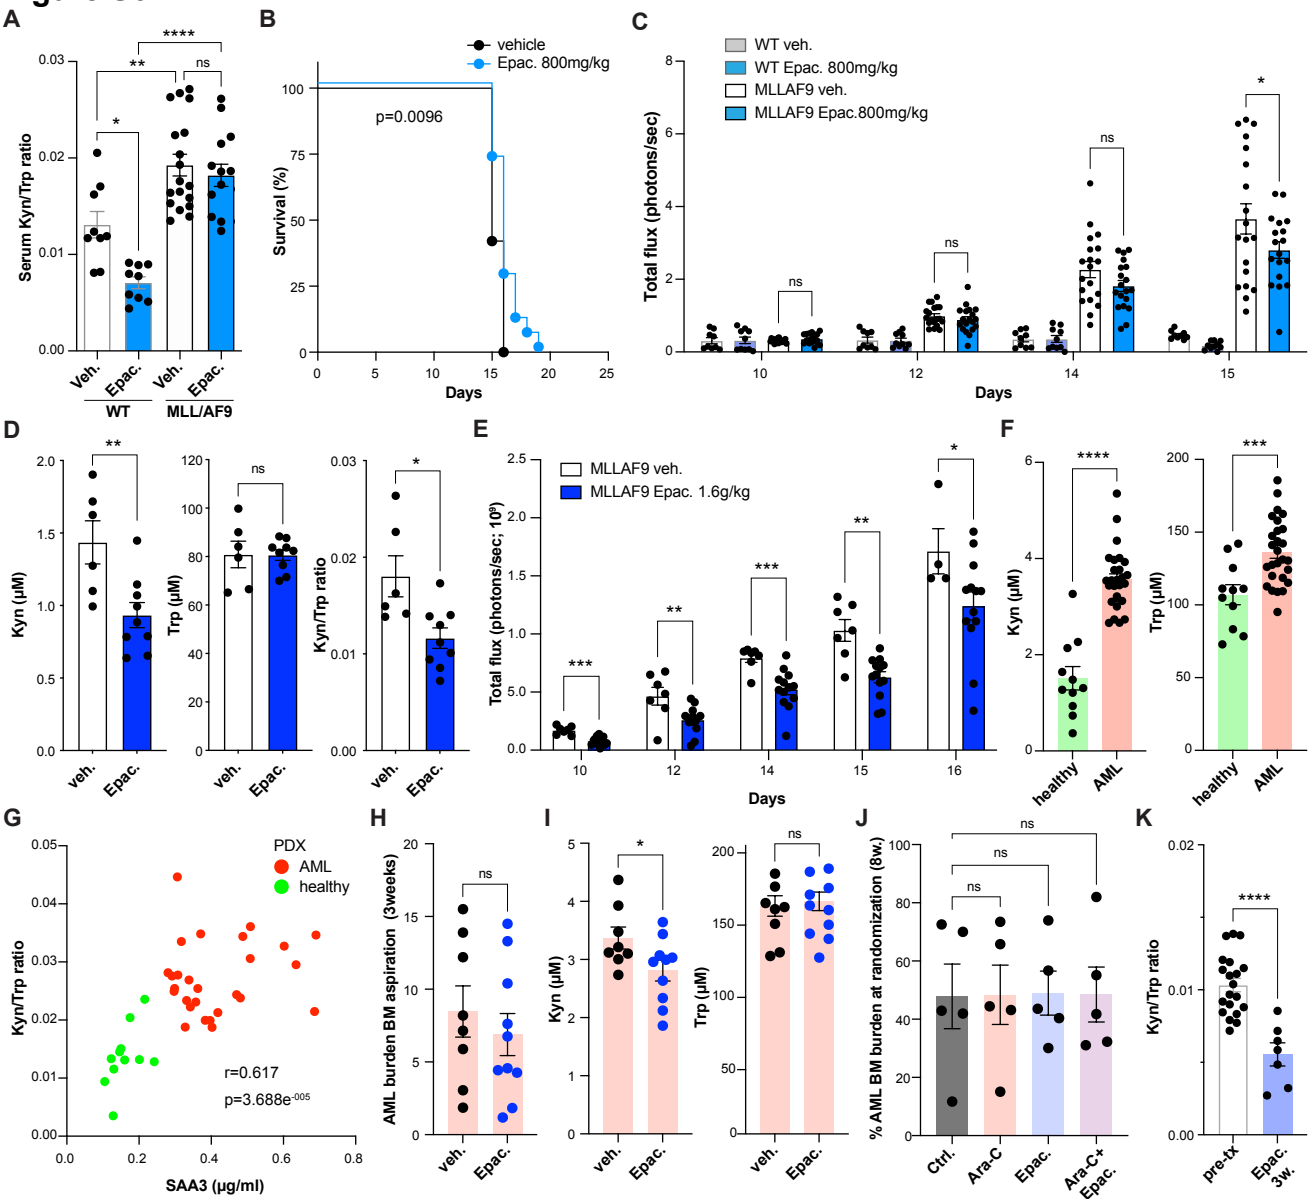 A
****
**
ns
*
0.03
0.02
0.01
0.00
Serum Kyn/Trp ratio
Veh.
Epac.
Veh.
Epac.
WT
MLL/AF9
B
vehicle
Epac. 800mg/kg
p=0.0096
100
75
50
25
0
Survival (%)
0
5
10
15
20
25
Days
C
WT veh.
WT Epac. 800mg/kg
MLLAF9 veh.
MLLAF9 Epac.800mg/kg
8
6
4
2
0
Total flux (photons/sec)
ns
ns
ns
*
10
12
14
15
Days
D
**
2.0
1.5
1.0
0.5
0.0
Kyn (μM)
veh.
Epac.
ns
120
100
80
60
40
20
0
Trp (μM)
veh.
Epac.
*
0.03
0.02
0.01
0.00
Kyn/Trp ratio
veh.
Epac.
E
MLLAF9 veh.
MLLAF9 Epac. 1.6g/kg
2.5
2.0
1.5
1.0
5.0
0.0
Total flux (photons/sec; 10⁹)
***
**
***
**
*
10
12
14
15
16
Days
F
****
6
4
2
0
Kyn (μM)
healthy
AML
***
200
150
100
50
0
Trp (μM)
healthy
AML
G
PDX
AML
healthy
0.05
0.04
0.03
0.02
0.01
0.00
Kyn/Trp ratio
r=0.617
p=3.688e⁻⁰⁰⁵
0.0
0.2
0.4
0.6
0.8
SAA3 (μg/ml)
H
ns
20
15
10
5
0
AML burden BM aspiration (3weeks)
veh.
Epac.
I
*
5
4
3
2
1
0
Kyn (μM)
veh.
Epac.
ns
200
150
100
50
0
Trp (μM)
veh.
Epac.
J
ns
ns
ns
100
80
60
40
20
0
% AML BM burden at randomization (8w.)
Ctrl.
Ara-C
Epac.
Ara-C+
Epac.
K
****
0.02
0.01
0.00
Kyn/Trp ratio
pre-tx
Epac.
3w.